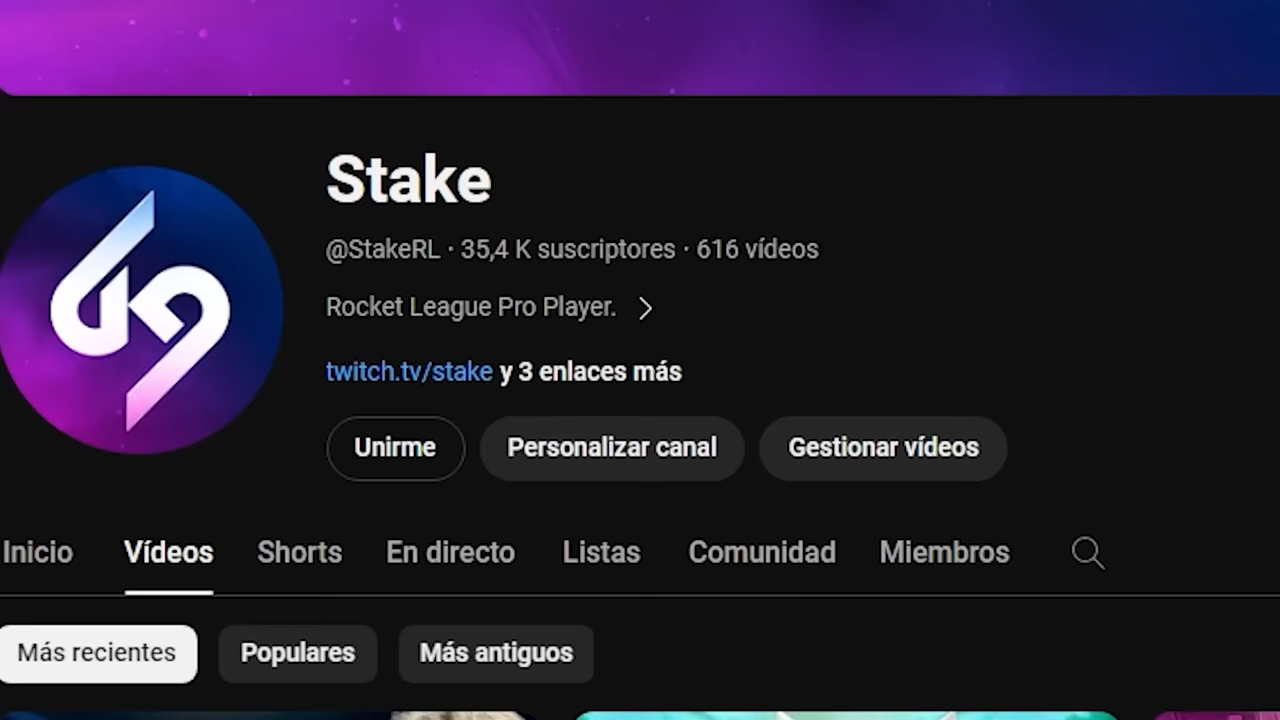 Stake
@StakeRL · 35,4 K suscriptores · 616 vídeos
Rocket League Pro Player.
twitch.tv/stake y 3 enlaces más
Unirme Personalizar canal Gestionar vídeos
Inicio Vídeos Shorts En directo Listas Comunidad Miembros
Más recientes Populares Más antiguos